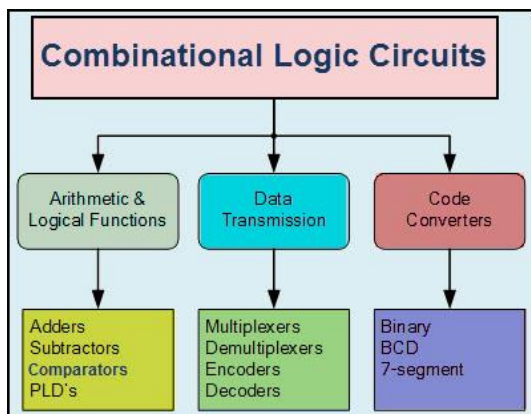 Combinational Logic Circuits
Arithmetic &
Logical Functions
Data
Transmission
Code
Converters
Adders
Subtractors
Comparators
PLD's
Multiplexers
Demultiplexers
Encoders
Decoders
Binary
BCD
7-segment